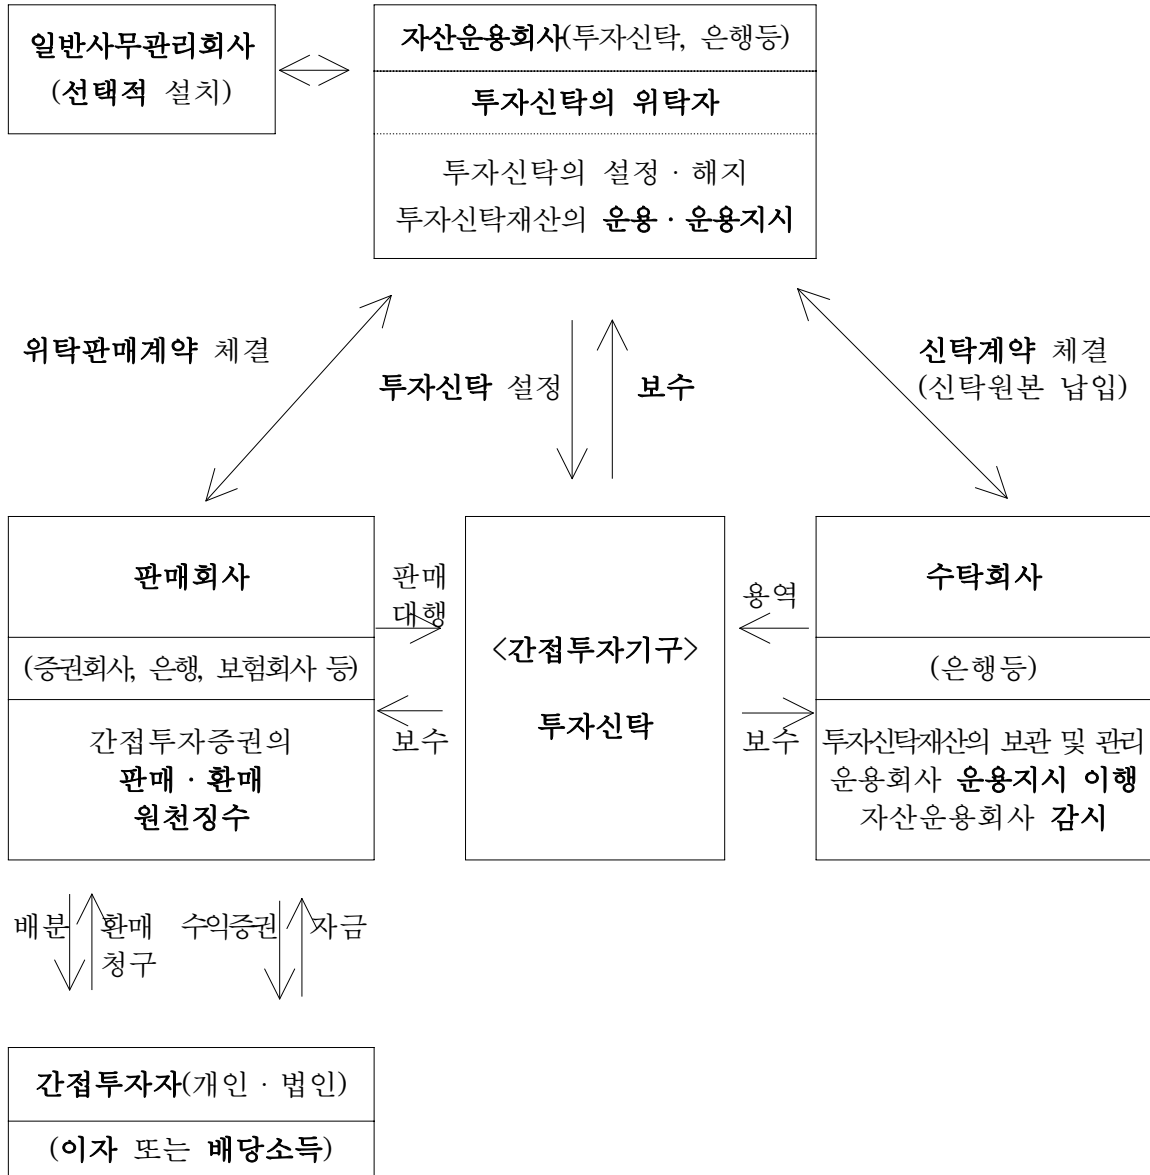 일반사무관리회사
(선택적 설치)
자산운용회사(투자신탁, 은행등)
투자신탁의 위탁자
투자신탁의 설정 · 해지
투자신탁재산의 운용 · 운용지시
위탁판매계약 체결
투자신탁 설정
보수
신탁계약 체결
(신탁원본 납입)
판매회사
(증권회사, 은행, 보험회사 등)
간접투자증권의
판매 · 환매
원천징수
판매
대행
보수
<간접투자기구>
투자신탁
용역
보수
수탁회사
(은행등)
투자신탁재산의 보관 및 관리
운용회사 운용지시 이행
자산운용회사 감시
배분
환매
청구
수익증권
자금
간접투자자(개인 · 법인)
(이자 또는 배당소득)